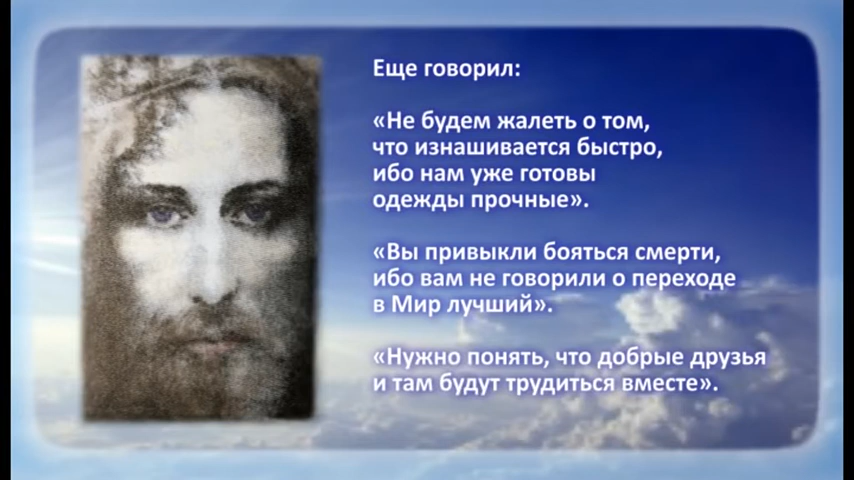 Еще говорил:
«Не будем жалеть о том,
что изнашивается быстро,
ибо нам уже готовы
одежды прочные».
«Вы привыкли бояться смерти,
ибо вам не говорили о переходе
в Мир лучший».
«Нужно понять, что добрые друзья
и там будут трудиться вместе».